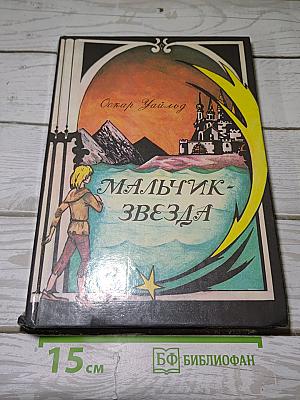 Оскар Уайльд
МАЛЬЧИК-
ЗВЕЗДА
15 см
БФ БИБЛИОФАН